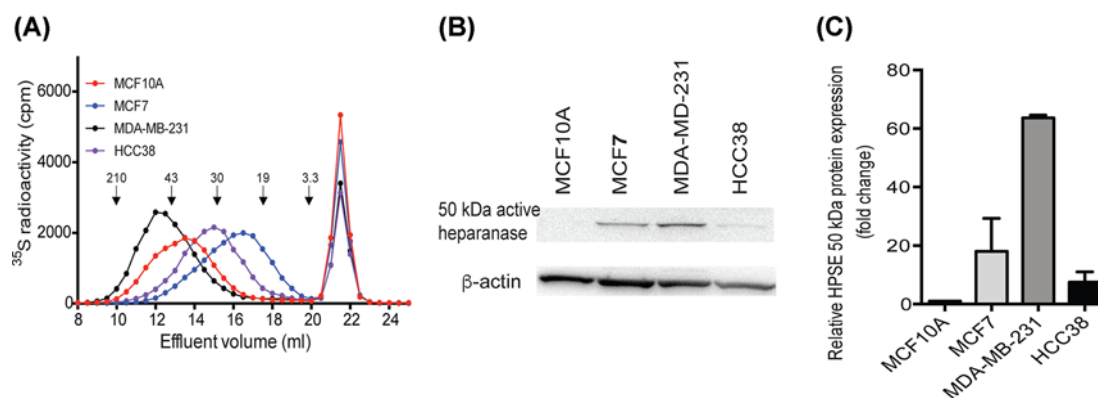 (A)
35S radioactivity (cpm)
6000
4000
2000
0
MCF10A
MCF7
MDA-MB-231
HCC38
210
43
30
19
3.3
8 10 12 14 16 18 20 22 24
Effluent volume (ml)
(B)
MCF10A
MCF7
MDA-MD-231
HCC38
50 kDa active
heparanase
β-actin
(C)
Relative HPSE 50 kDa protein expression
(fold change)
80
60
40
20
0
MCF10A
MCF7
MDA-MB-231
HCC38